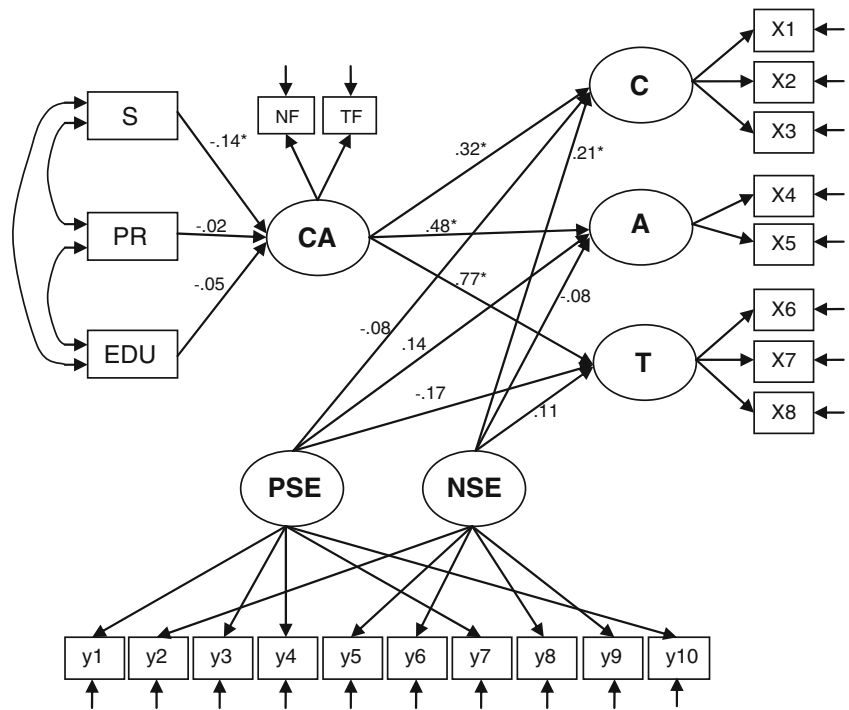 X1
S
C
X2
NF
TF
-.14*
X3
.32*
.21*
X4
PR
-.02
CA
.48*
A
X5
-.05
.77*
-.08
X6
-.08
EDU
.14
T
X7
-.17
.11
X8
PSE
NSE
y1 y2 y3 y4 y5 y6 y7 y8 y9 y10